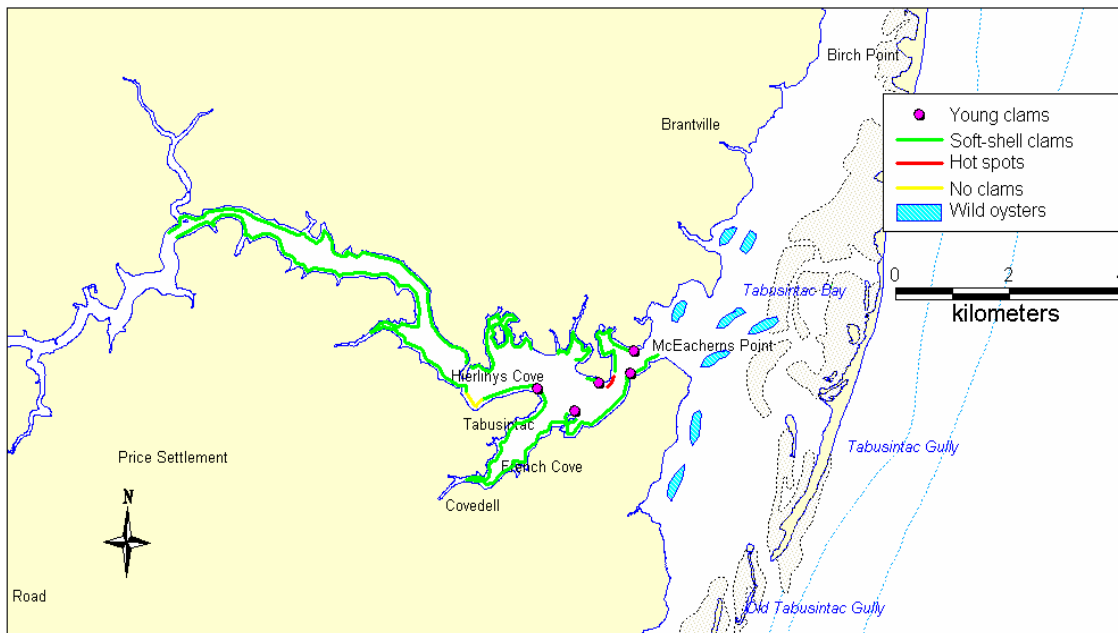 Birch Point
Brantville
Young clams
Soft-shell clams
Hot spots
No clams
Wild oysters
0 2
kilometers
Tabusintac Bay
McEacherns Point
Hierlihys Cove
Tabusintac
French Cove
Covedell
Price Settlement
Tabusintac Gully
N
Road
Old Tabusintac Gully